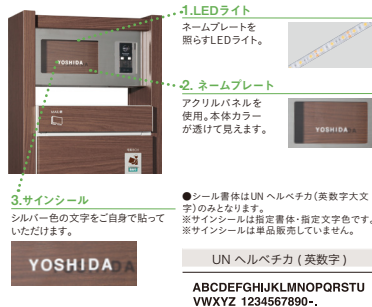 1.LEDライト
ネームプレートを
照らすLEDライト。
YOSHIDA
2. ネームプレート
アクリルパネルを
使用。本体カラー
が透けて見えます。
YOSHIDA
3.サインシール
シルバー色の文字をご自身で貼って
いただけます。
YOSHIDA
●シール書体はUN ヘルベチカ(英数字大文
字)のみとなります。
※サインシールは指定書体・指定文字色です。
※サインシールは単品販売していません。
UN ヘルベチカ ( 英数字 )
ABCDEFGHIJKLMNOPQRSTU
VWXYZ 1234567890-.